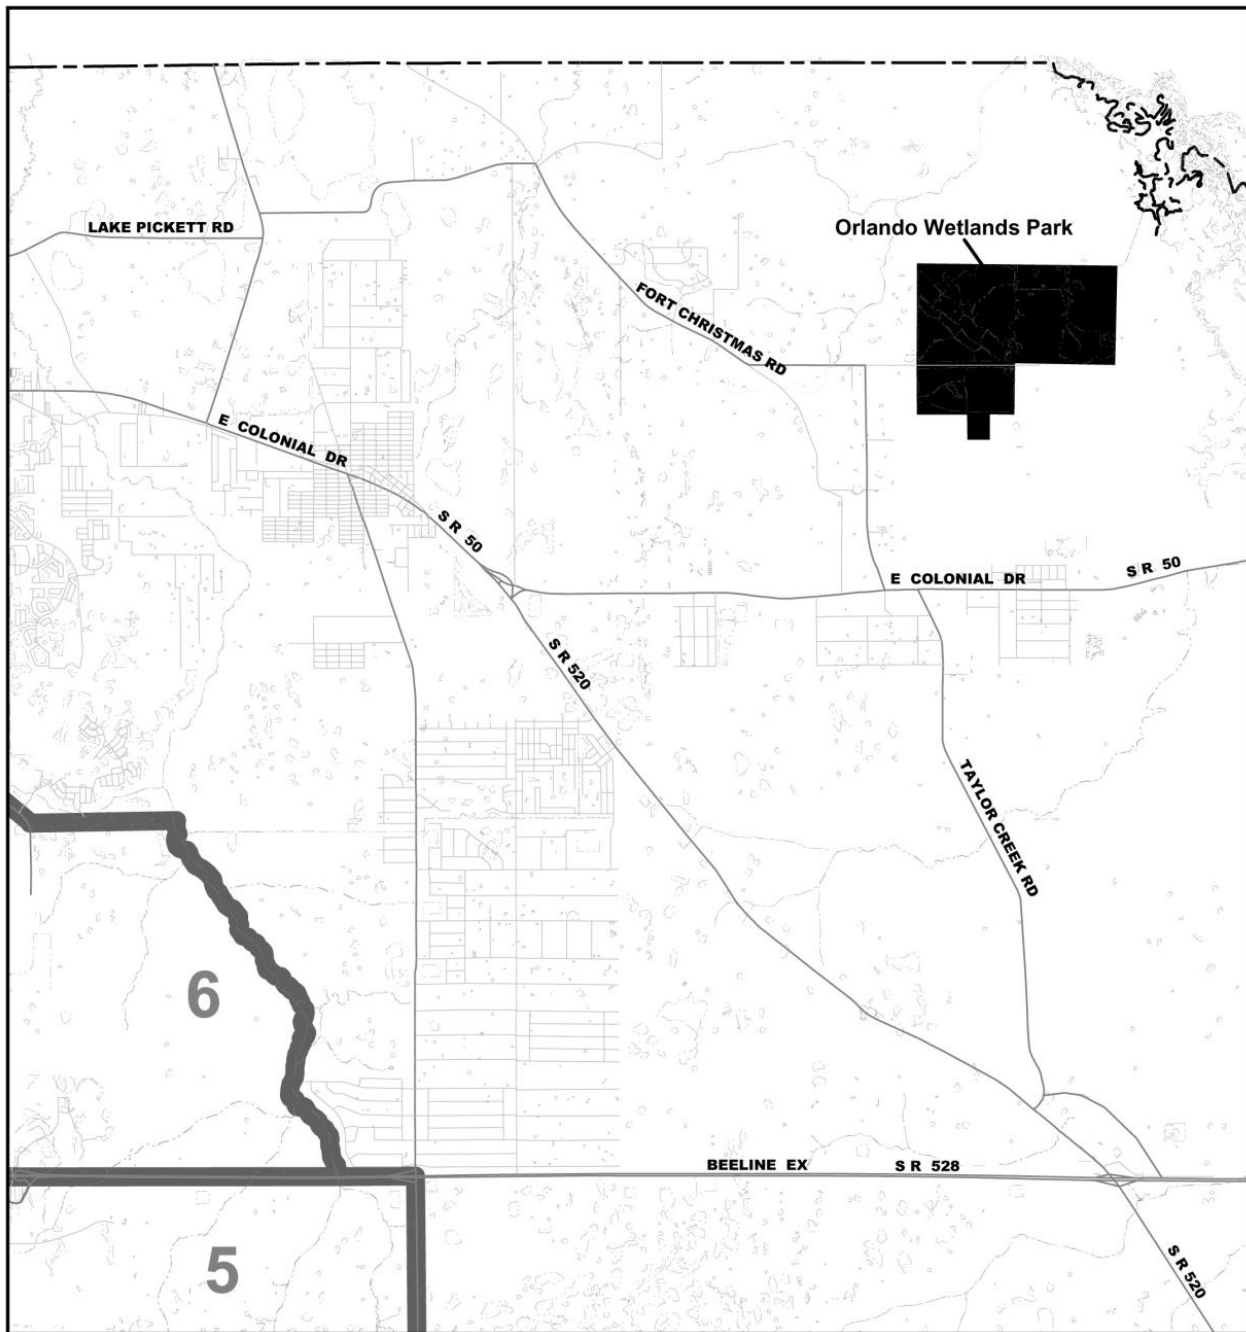 Orlando Wetlands Park
LAKE PICKETT RD
FORT CHRISTMAS RD
E COLONIAL DR
S R 50
E COLONIAL DR
S R 50
S R 520
TAYLOR CREEK RD
6
BEELINE EX
S R 528
5
S R 520